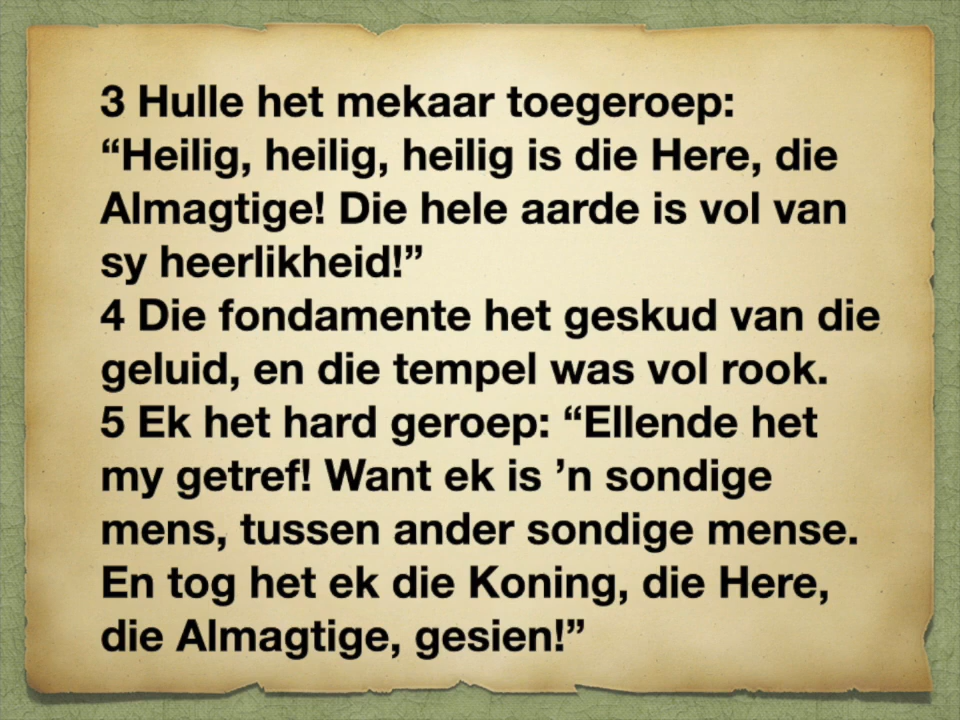 3 Hulle het mekaar toegeroep:
“Heilig, heilig, heilig is die Here, die
Almagtige! Die hele aarde is vol van
sy heerlikheid!”
4 Die fondamente het geskud van die
geluid, en die tempel was vol rook.
5 Ek het hard geroep: “Ellende het
my getref! Want ek is ’n sondige
mens, tussen ander sondige mense.
En tog het ek die Koning, die Here,
die Almagtige, gesien!”